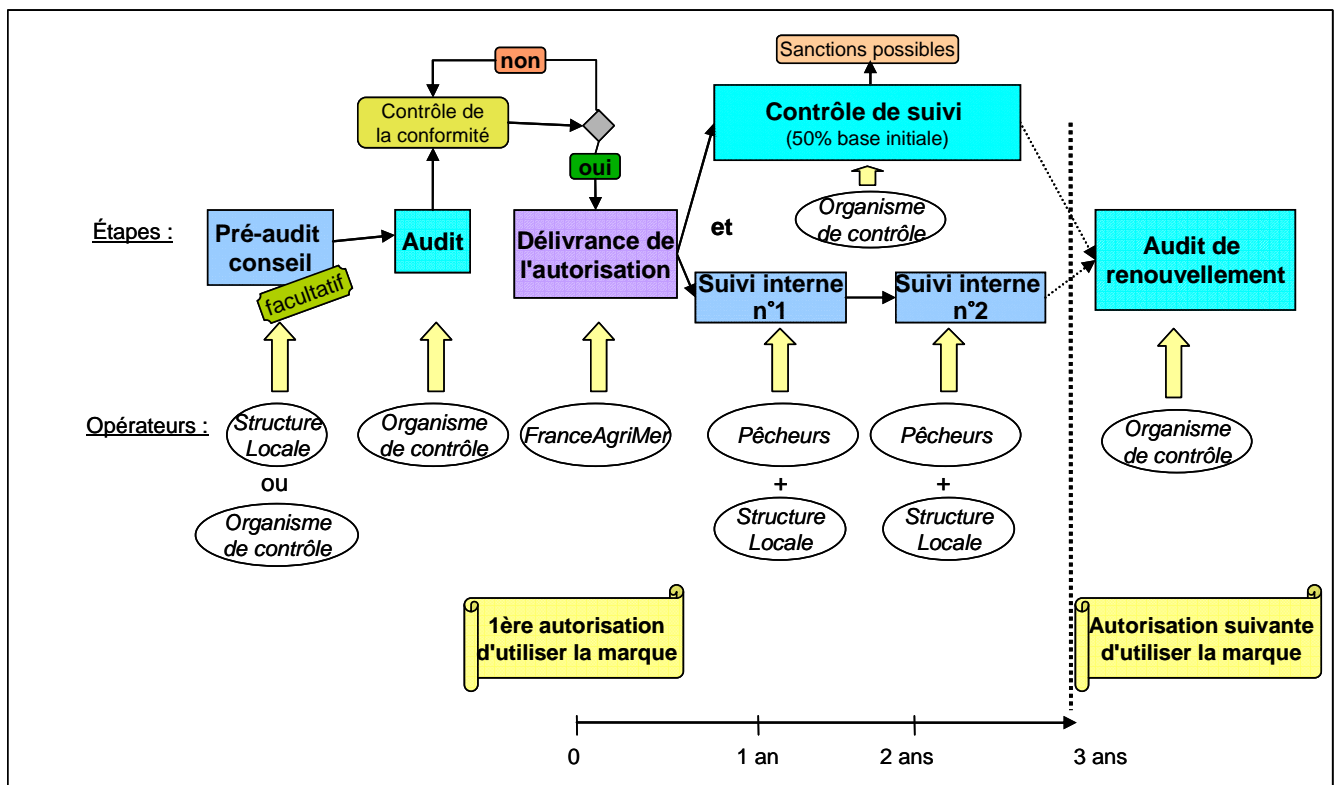 Sanctions possibles
non
Contrôle de
la conformité
Contrôle de suivi
(50% base initiale)
oui
Organisme
de contrôle
Étapes :
Pré-audit
conseil
facultatif
Audit
Délivrance de
l'autorisation
et
Suivi interne
n°1
Suivi interne
n°2
Audit de
renouvellement
Opérateurs :
Structure
Locale
ou
Organisme
de contrôle
Organisme
de contrôle
FranceAgriMer
Pêcheurs
+
Structure
Locale
Pêcheurs
+
Structure
Locale
Organisme
de contrôle
1ère autorisation
d'utiliser la marque
Autorisation suivante
d'utiliser la marque
0
1 an
2 ans
3 ans